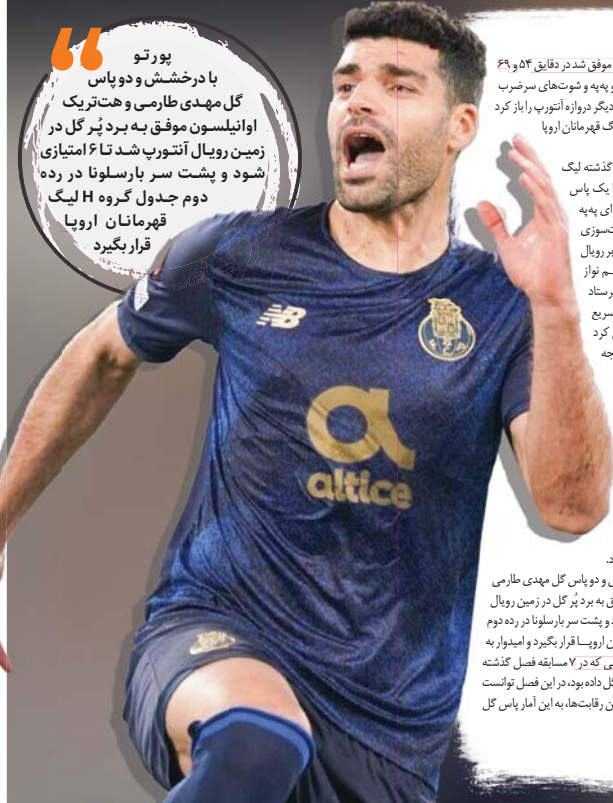 پورتو
با درخشش و دو پاس
گل مهدی طارمی و هت‌تریک
اوانیلسون موفق به برد پُر گل در
زمین رویال آنتورپ شد تا ۶ امتیازی
شود و پشت سر بارسلونا در رده
دوم جدول گروه H لیگ
قهرمانان اروپا
قرار بگیرد
موفق شد در دقایق ۵۴ و ۶۹
و پەپە و شوت‌های سرضرب
دیگر دروازه آنتورپ را باز کرد
گ قهرمانان اروپا
گذشته لیگ
یک پاس
ای پەپە
ت‌سوزی
بر رویال
م نواز
رستاد
سریع
کرد
جه
د.
ل و دو پاس گل مهدی طارمی
ق به برد پُر گل در زمین رویال
د و پشت سر بارسلونا در رده دوم
ن اروپــا قرار بگیرد و امیدوار به
ی که در ۷ مسابقه فصل گذشته
گل داده بود، در این فصل توانست
ن رقابت‌ها، به این آمار پاس گل
altice